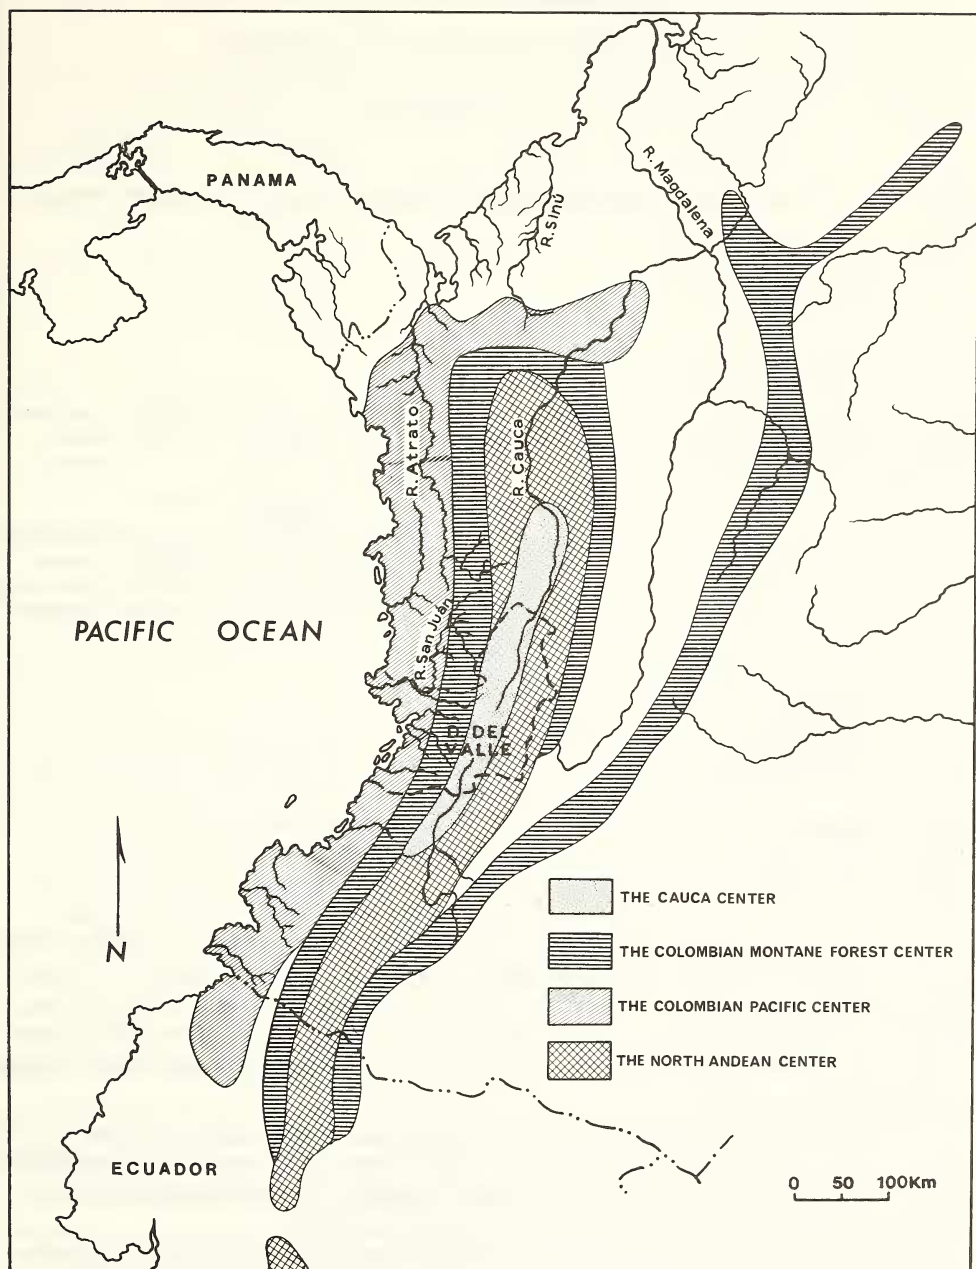 PANAMA
R. Magdalena
R. Sinú
R. Atrato
R. Cauca
R. San Juan
PACIFIC OCEAN
D. DEL
VALLE
THE CAUCA CENTER
THE COLOMBIAN MONTANE FOREST CENTER
N
THE COLOMBIAN PACIFIC CENTER
THE NORTH ANDEAN CENTER
ECUADOR
0 50 100Km